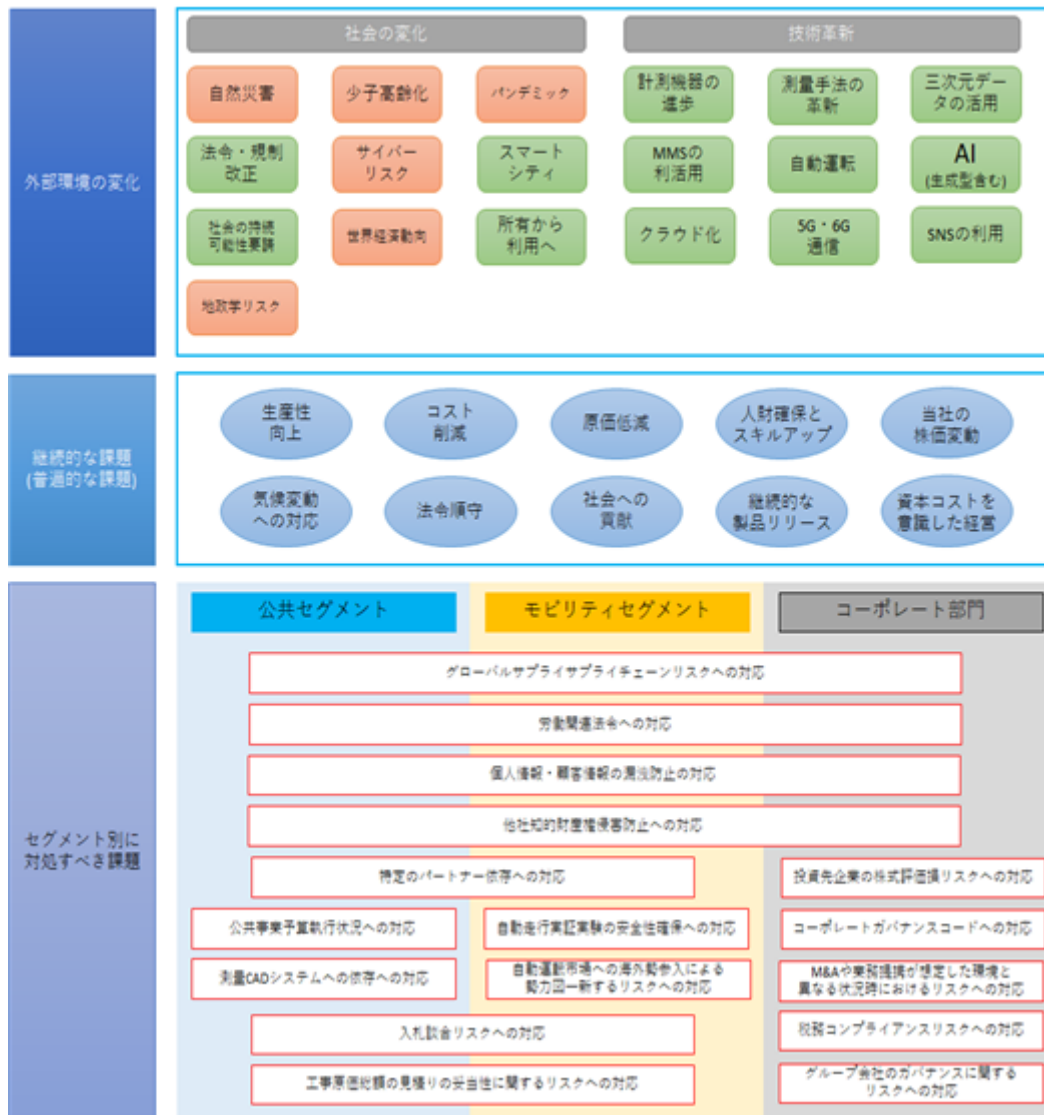 社会の変化
技術革新
外部環境の変化
自然災害
少子高齢化
パンデミック
計測機器の
進歩
測量手法の
革新
三次元デー
タの活用
法令・規制
改正
サイバー
リスク
スマート
シティ
MMSの
利活用
自動運転
AI
(生成型含む)
社会の持続
可能性要請
世界経済動向
所有から
利用へ
クラウド化
5G・6G
通信
SNSの利用
地政学リスク
継続的な課題
(普遍的な課題)
生産性
向上
コスト
削減
原価低減
人財確保と
スキルアップ
当社の
株価変動
気候変動
への対応
法令順守
社会への
貢献
継続的な
製品リリース
資本コストを
意識した経営
セグメント別に
対処すべき課題
公共セグメント
モビリティセグメント
コーポレート部門
グローバルサプライサプライチェーンリスクへの対応
労働関連法令への対応
個人情報・顧客情報の漏洩防止の対応
他社知的財産権侵害防止への対応
特定のパートナー依存への対応
投資先企業の株式評価損リスクへの対応
公共事業予算執行状況への対応
自動走行実証実験の安全性確保への対応
コーポレートガバナンスコードへの対応
測量CADシステムへの依存への対応
自動運転市場への海外勢参入による
勢力図一新するリスクへの対応
M&Aや業務提携が想定した環境と
異なる状況時におけるリスクへの対応
入札談合リスクへの対応
税務コンプライアンスリスクへの対応
工事原価総額の見積りの妥当性に関するリスクへの対応
グループ会社のガバナンスに関する
リスクへの対応